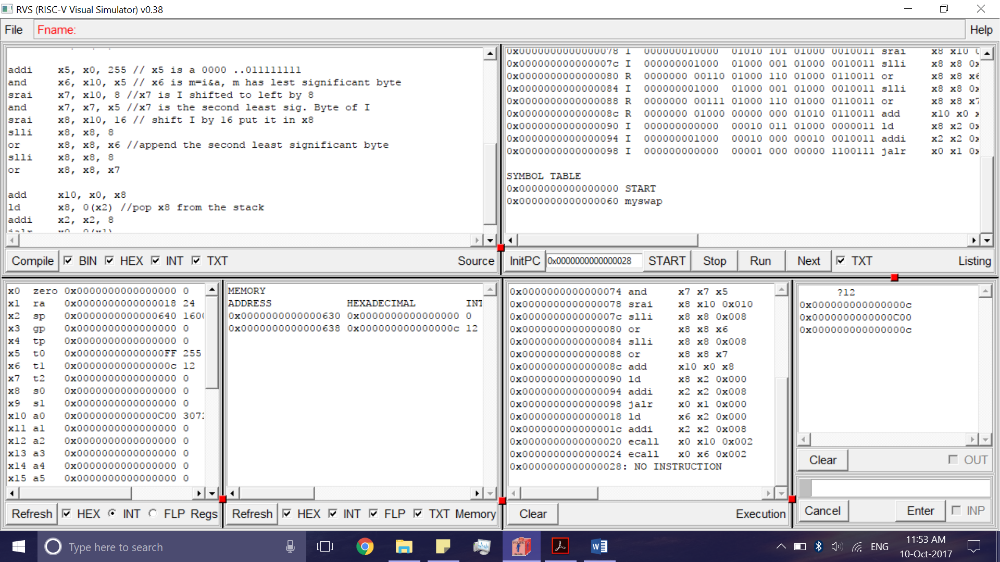 RVS (RISC-V Visual Simulator) v0.38
File Fname: Help
addi x5, x0, 255 // x5 is a 0000 ..011111111
and x6, x10, x5 // x6 is m=i&a, m has lest significant byte
srai x7, x10, 8 //x7 is I shifted to left by 8
and x7, x7, x5 //x7 is the second least sig. Byte of I
srai x8, x10, 16 // shift I by 16 put it in x8
slli x8, x8, 8
or x8, x8, x6 //append the second least significant byte
slli x8, x8, 8
or x8, x8, x7
add x10, x0, x8
ld x8, 0(x2) //pop x8 from the stack
addi x2, x2, 8
jalr x0, 0(x1)
Compile BIN HEX INT TXT Source
0x0000000000000078 I 000000010000 01010 101 01000 0010011 srai x8 x10
0x000000000000007c I 000000001000 01000 001 01000 0010011 slli x8 x8 0x
0x0000000000000080 R 0000000 00110 01000 110 01000 0110011 or x8 x8 x6
0x0000000000000084 I 000000001000 01000 001 01000 0010011 slli x8 x8 0x
0x0000000000000088 R 0000000 00111 01000 110 01000 0110011 or x8 x8 x7
0x000000000000008c R 0000000 01000 00000 000 01010 0110011 add x10 x0 x
0x0000000000000090 I 000000000000 00010 011 01000 0000011 ld x8 x2 0x
0x0000000000000094 I 000000001000 00010 000 00010 0010011 addi x2 x2 0x
0x0000000000000098 I 000000000000 00001 000 00000 1100111 jalr x0 x1 0x
SYMBOL TABLE
0x0000000000000000 START
0x0000000000000060 myswap
InitPC 0x0000000000000028 START Stop Run Next TXT Listing
x0 zero 0x0000000000000000 0
x1 ra 0x0000000000000018 24
x2 sp 0x0000000000000640 160
x3 gp 0x0000000000000000 0
x4 tp 0x0000000000000000 0
x5 t0 0x00000000000000FF 255
x6 t1 0x000000000000000c 12
x7 t2 0x0000000000000000 0
x8 s0 0x0000000000000000 0
x9 s1 0x0000000000000000 0
x10 a0 0x0000000000000C00 307
x11 a1 0x0000000000000000 0
x12 a2 0x0000000000000000 0
x13 a3 0x0000000000000000 0
x14 a4 0x0000000000000000 0
x15 a5 0x0000000000000000 0
Refresh HEX INT FLP Regs
MEMORY
ADDRESS HEXADECIMAL INT
0x0000000000000630 0x0000000000000000 0
0x0000000000000638 0x000000000000000c 12
Refresh HEX INT FLP TXT Memory
0x0000000000000074 and x7 x7 x5
0x0000000000000078 srai x8 x10 0x010
0x000000000000007c slli x8 x8 0x008
0x0000000000000080 or x8 x8 x6
0x0000000000000084 slli x8 x8 0x008
0x0000000000000088 or x8 x8 x7
0x000000000000008c add x10 x0 x8
0x0000000000000090 ld x8 x2 0x000
0x0000000000000094 addi x2 x2 0x008
0x0000000000000098 jalr x0 x1 0x000
0x0000000000000018 ld x6 x2 0x000
0x000000000000001c addi x2 x2 0x008
0x0000000000000020 ecall x0 x10 0x002
0x0000000000000024 ecall x0 x6 0x002
0x0000000000000028: NO INSTRUCTION
Clear Execution
?12
0x000000000000000c
0x0000000000000C00
0x000000000000000c
Clear OUT
Cancel Enter INP
Type here to search
ENG
11:53 AM
10-Oct-2017